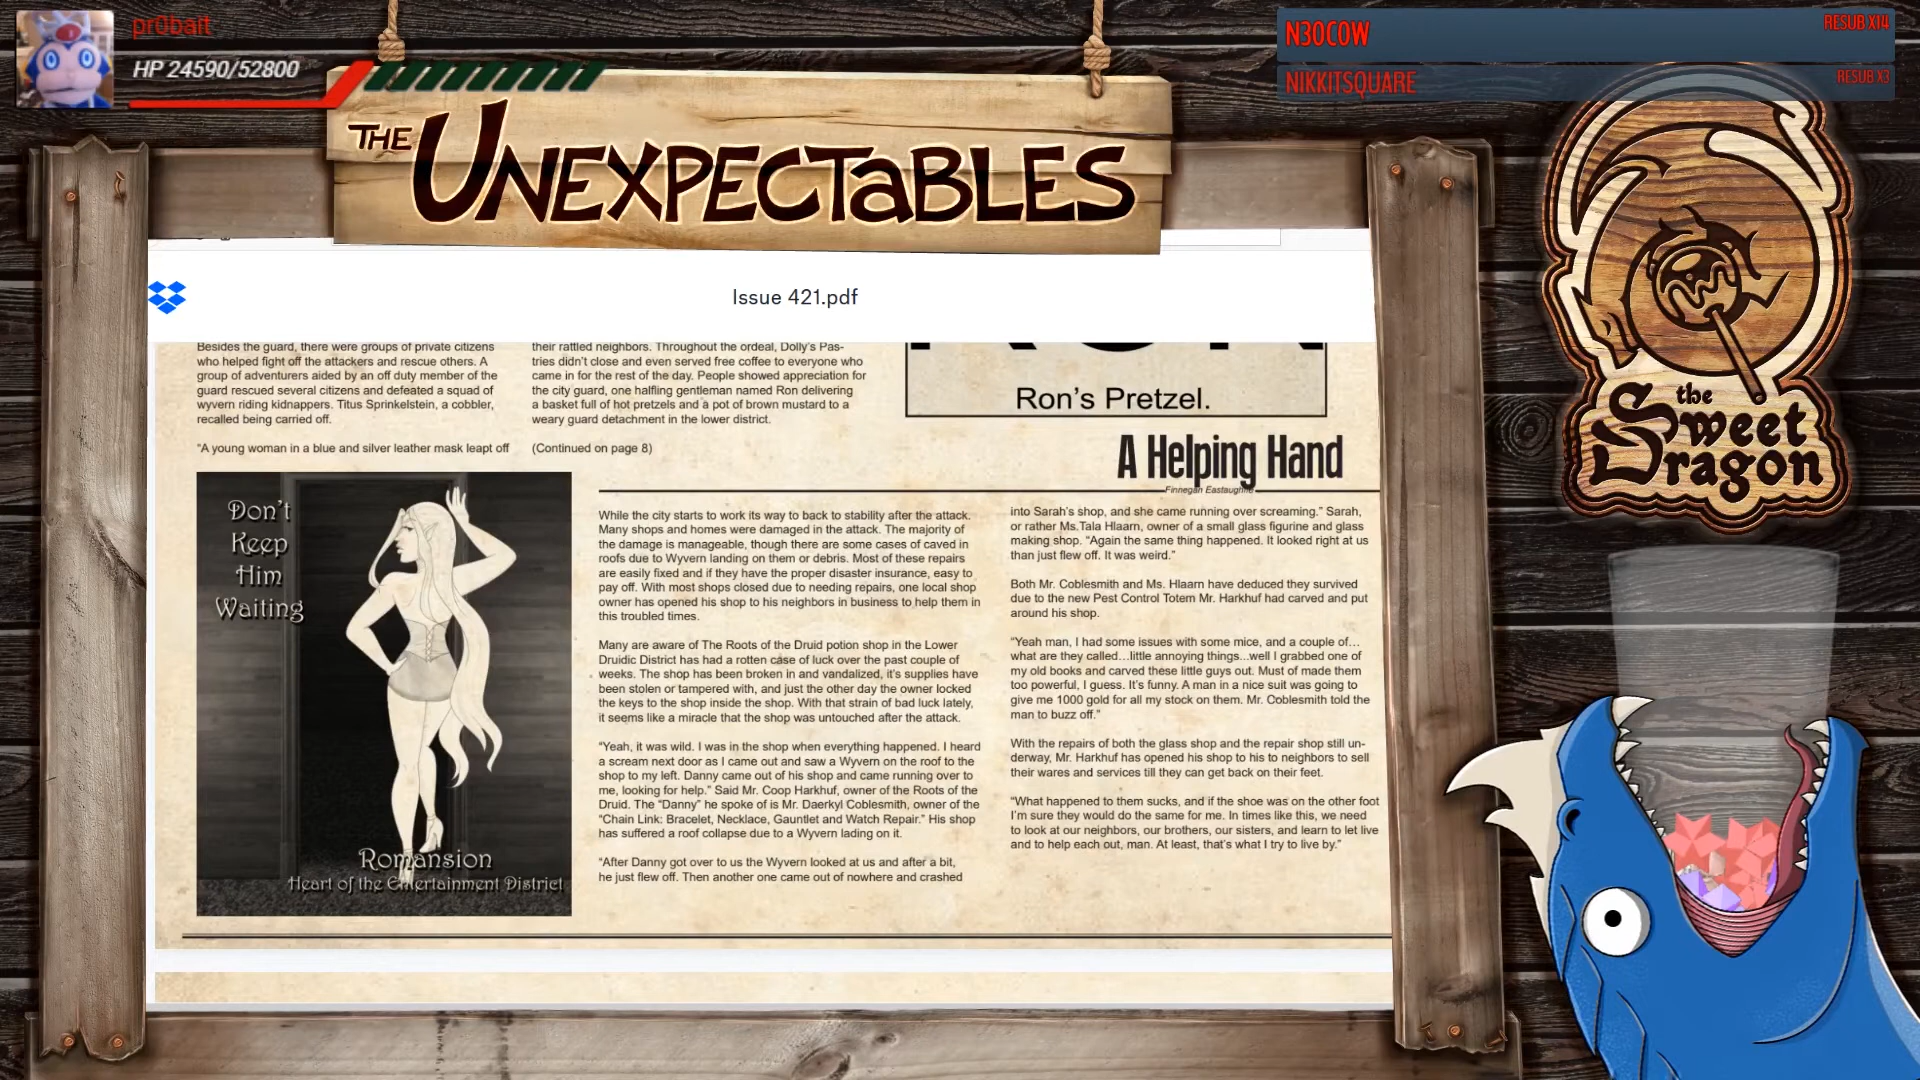 pr0bait
HP 24590/52800
N30C0W
RESUB X14
NIKKITSQUARE
RESUB X3
THE UNEXPECTaBLES
the
Sweet
Dragon
Issue 421.pdf
Besides the guard, there were groups of private citizens
who helped fight off the attackers and rescue others. A
group of adventurers aided by an off duty member of the
guard rescued several citizens and defeated a squad of
wyvern riding kidnappers. Titus Sprinkelstein, a cobbler,
recalled being carried off.
“A young woman in a blue and silver leather mask leapt off
their rattled neighbors. Throughout the ordeal, Dolly’s Pas-
tries didn’t close and even served free coffee to everyone who
came in for the rest of the day. People showed appreciation for
the city guard, one halfling gentleman named Ron delivering
a basket full of hot pretzels and a pot of brown mustard to a
weary guard detachment in the lower district.
(Continued on page 8)
Ron’s Pretzel.
Don’t
Keep
Him
Waiting
Romansion
Heart of the Entertainment District
A Helping Hand
While the city starts to work its way to back to stability after the attack.
Many shops and homes were damaged in the attack. The majority of
the damage is manageable, though there are some cases of caved in
roofs due to Wyvern landing on them or debris. Most of these repairs
are easily fixed and if they have the proper disaster insurance, easy to
pay off. With most shops closed due to needing repairs, one local shop
owner has opened his shop to his neighbors in business to help them in
this troubled times.
Many are aware of The Roots of the Druid potion shop in the Lower
Druidic District has had a rotten case of luck over the past couple of
weeks. The shop has been broken in and vandalized, it’s supplies have
been stolen or tampered with, and just the other day the owner locked
the keys to the shop inside the shop. With that strain of bad luck lately,
it seems like a miracle that the shop was untouched after the attack.
“Yeah, it was wild. I was in the shop when everything happened. I heard
a scream next door as I came out and saw a Wyvern on the roof to the
shop to my left. Danny came out of his shop and came running over to
me, looking for help.” Said Mr. Coop Harkhuf, owner of the Roots of the
Druid. The “Danny” he spoke of is Mr. Daerkyl Coblesmith, owner of the
“Chain Link: Bracelet, Necklace, Gauntlet and Watch Repair.” His shop
has suffered a roof collapse due to a Wyvern lading on it.
“After Danny got over to us the Wyvern looked at us and after a bit,
he just flew off. Then another one came out of nowhere and crashed
into Sarah’s shop, and she came running over screaming.” Sarah,
or rather Ms.Tala Hlaarn, owner of a small glass figurine and glass
making shop. “Again the same thing happened. It looked right at us
than just flew off. It was weird.”
Both Mr. Coblesmith and Ms. Hlaarn have deduced they survived
due to the new Pest Control Totem Mr. Harkhuf had carved and put
around his shop.
“Yeah man, I had some issues with some mice, and a couple of…
what are they called…little annoying things...well I grabbed one of
my old books and carved these little guys out. Must of made them
too powerful, I guess. It’s funny. A man in a nice suit was going to
give me 1000 gold for all my stock on them. Mr. Coblesmith told the
man to buzz off.”
With the repairs of both the glass shop and the repair shop still un-
derway, Mr. Harkhuf has opened his shop to his to neighbors to sell
their wares and services till they can get back on their feet.
“What happened to them sucks, and if the shoe was on the other foot
I’m sure they would do the same for me. In times like this, we need
to look at our neighbors, our brothers, our sisters, and learn to let live
and to help each out, man. At least, that’s what I try to live by.”